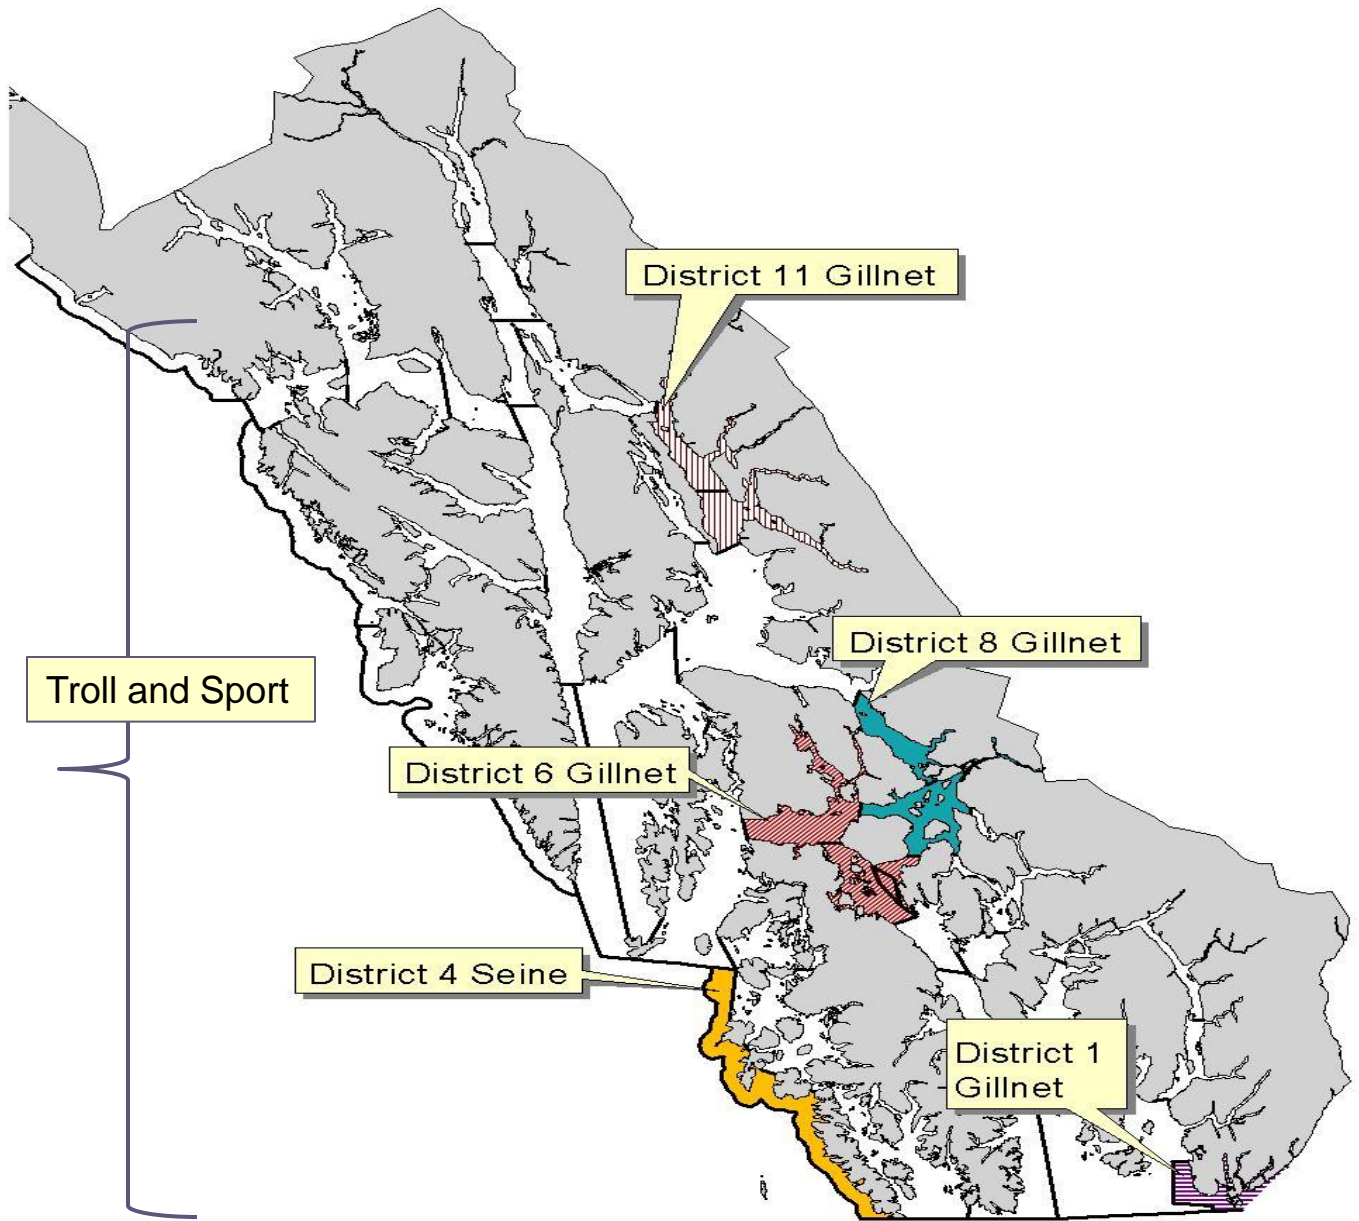 District 11 Gillnet
District 8 Gillnet
Troll and Sport
District 6 Gillnet
District 4 Seine
District 1
Gillnet